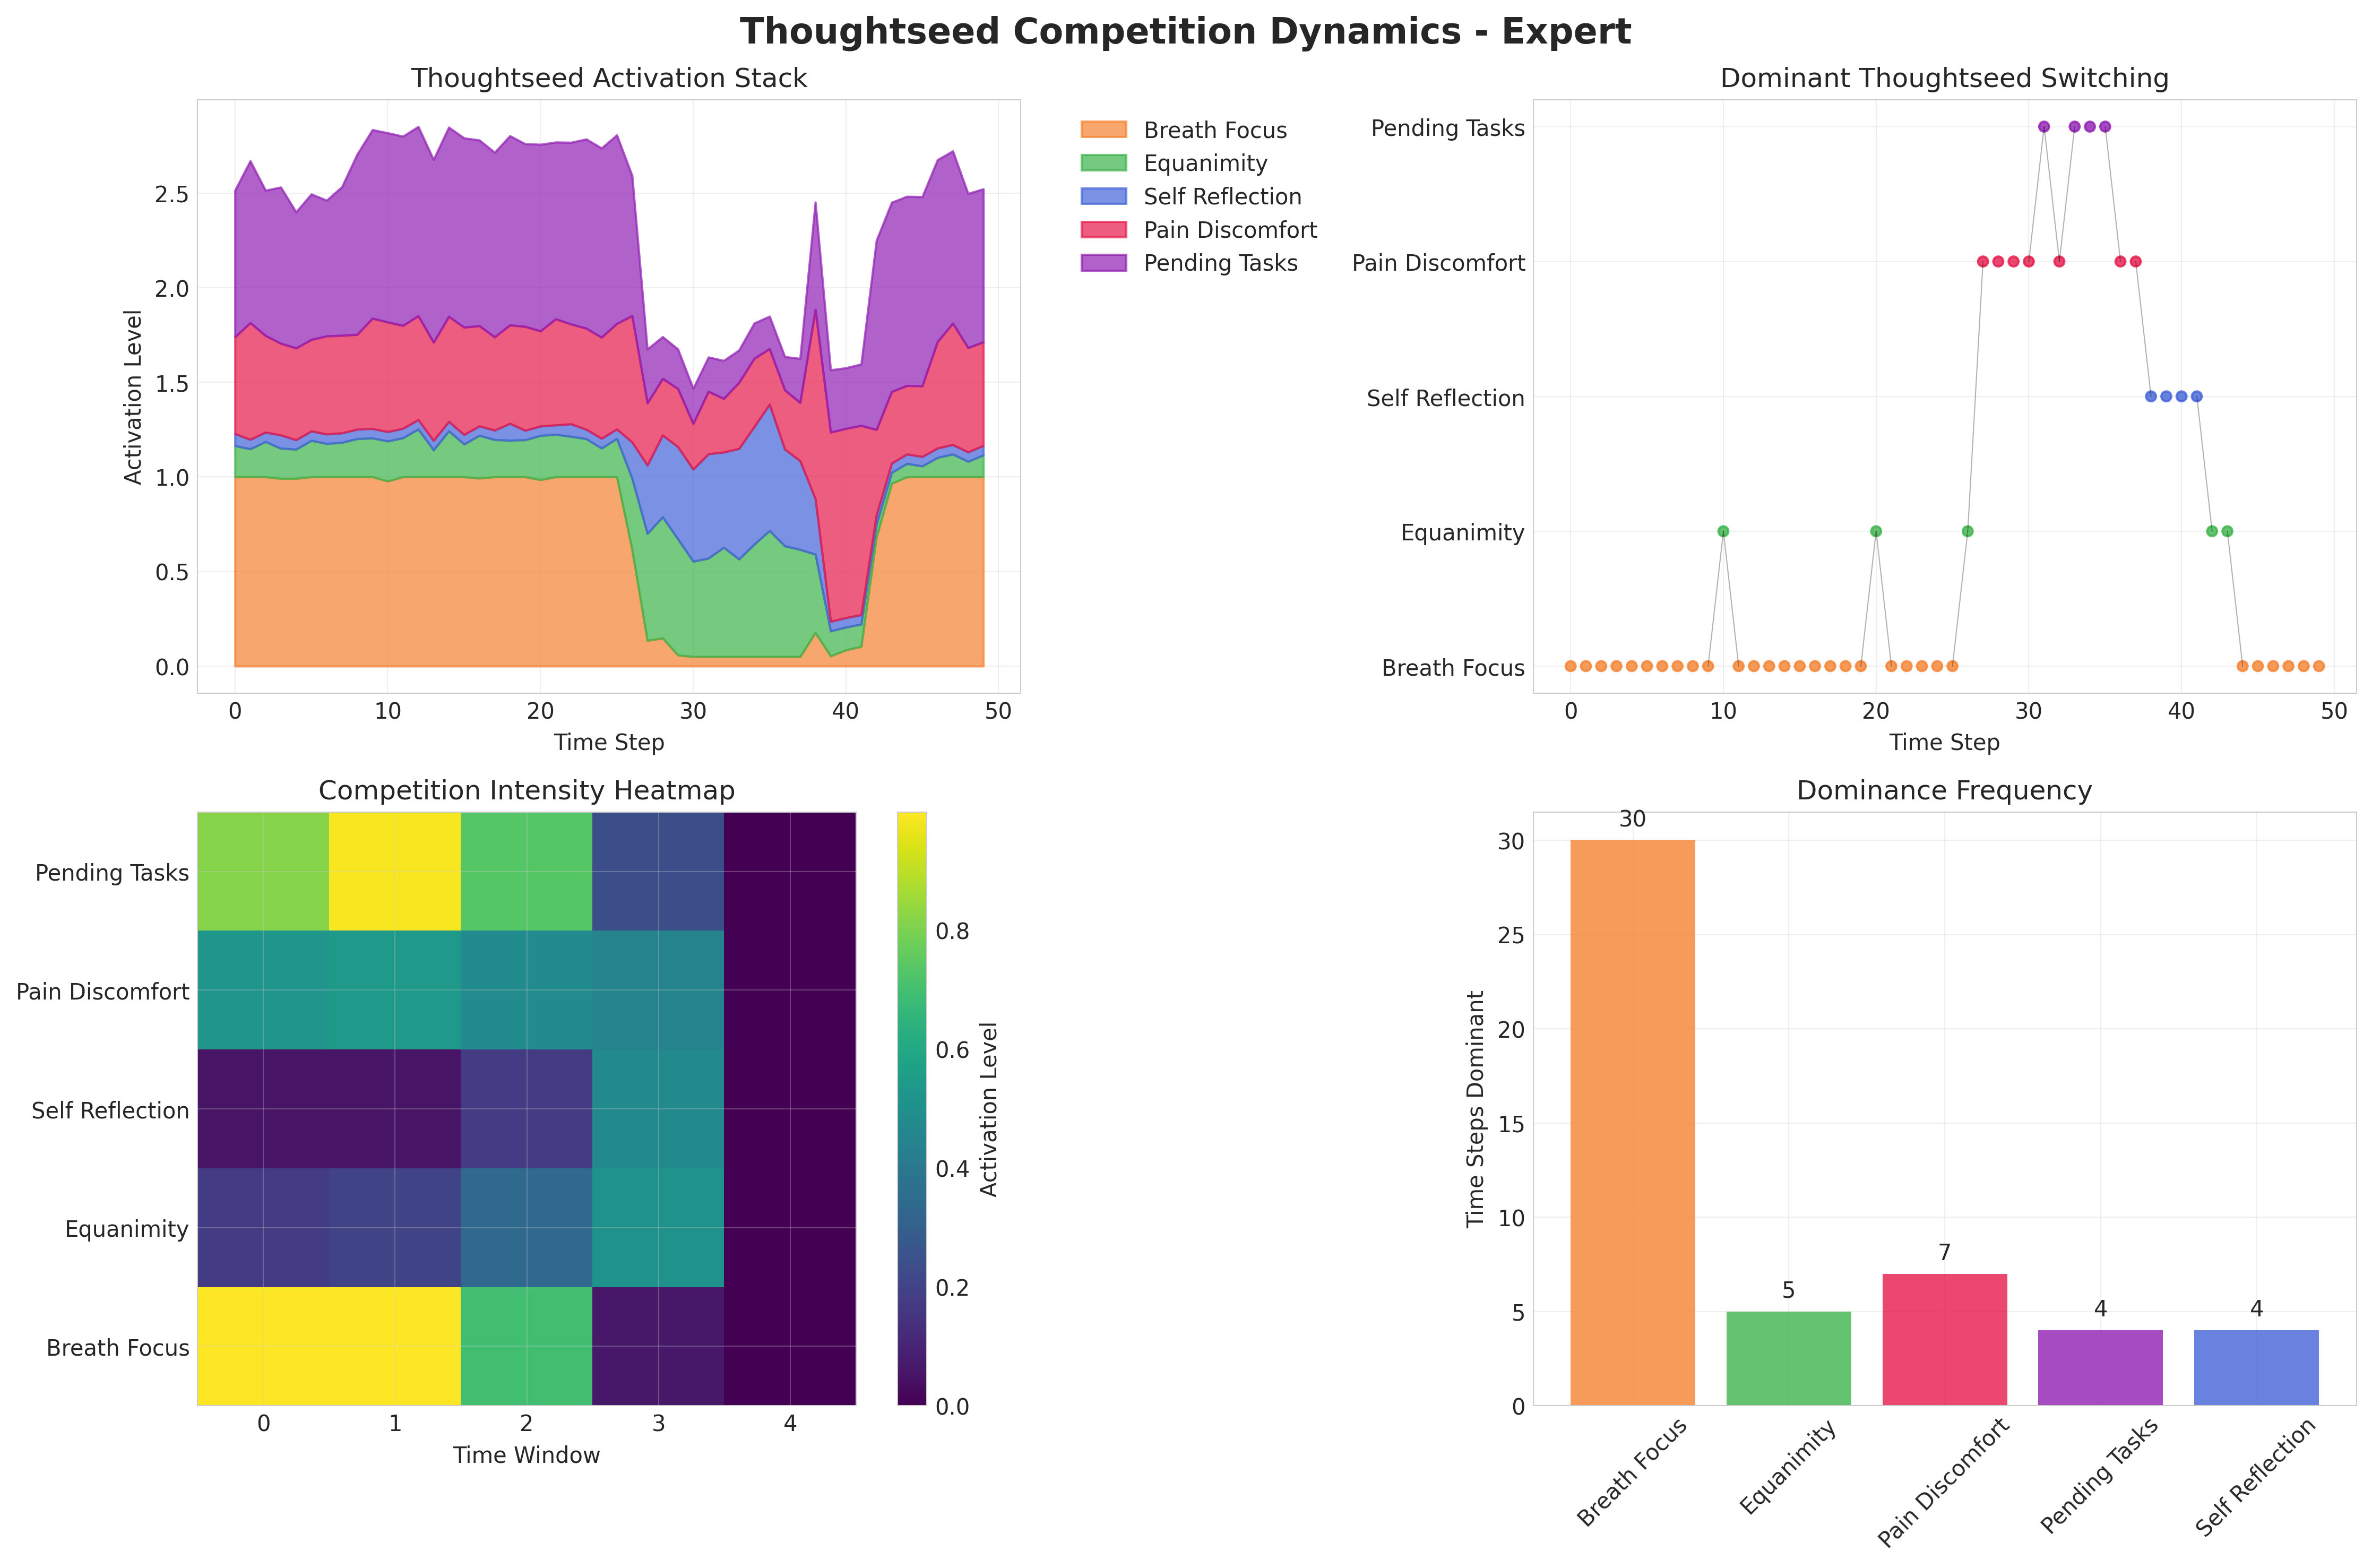 Thoughtseed Competition Dynamics - Expert
Thoughtseed Activation Stack
Activation Level
2.5
2.0
1.5
1.0
0.5
0.0
0 10 20 30 40 50
Time Step
Breath Focus
Equanimity
Self Reflection
Pain Discomfort
Pending Tasks
Dominant Thoughtseed Switching
Pending Tasks
Pain Discomfort
Self Reflection
Equanimity
Breath Focus
0 10 20 30 40 50
Time Step
Competition Intensity Heatmap
Pending Tasks
Pain Discomfort
Self Reflection
Equanimity
Breath Focus
0 1 2 3 4
Time Window
0.8
0.6
0.4
0.2
0.0
Activation Level
Dominance Frequency
Time Steps Dominant
30
25
20
15
10
5
0
30
5
7
4
4
Breath Focus
Equanimity
Pain Discomfort
Pending Tasks
Self Reflection